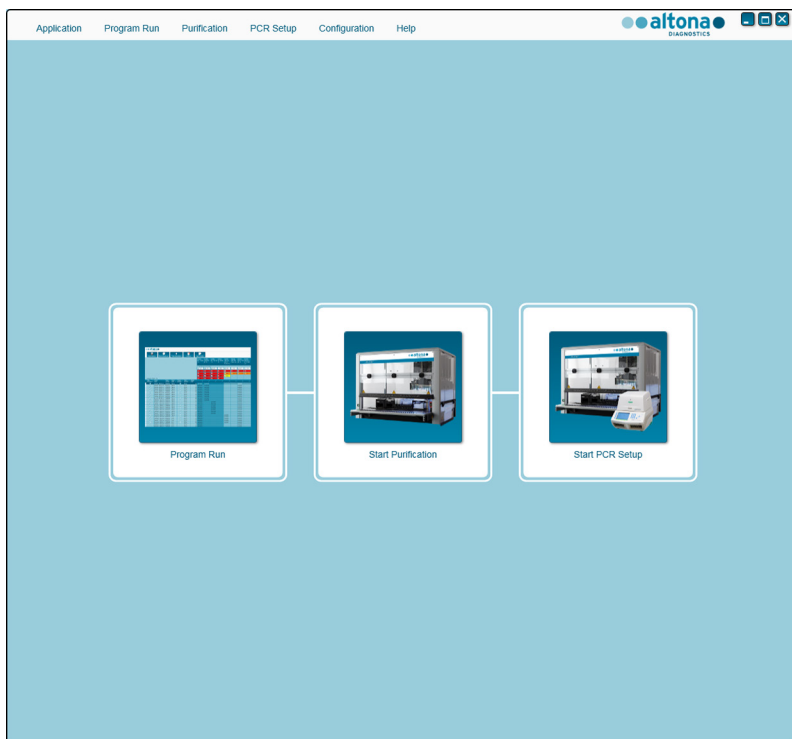 Application Program Run Purification PCR Setup Configuration Help
altona
DIAGNOSTICS
Program Run
Start Purification
Start PCR Setup